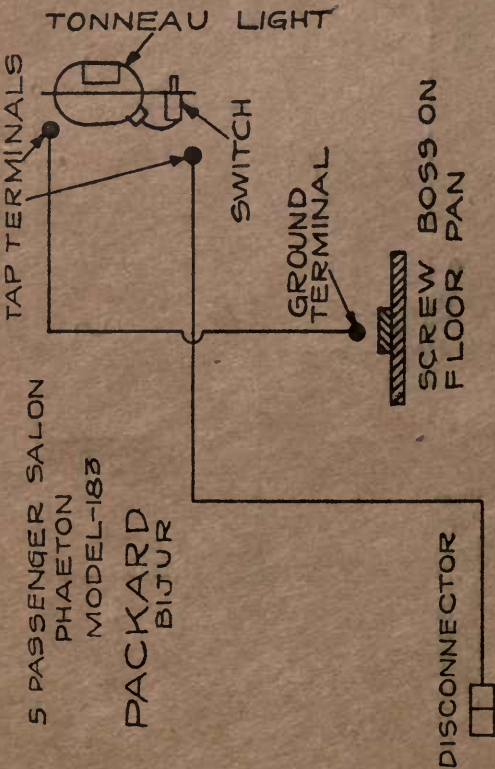 TONNEAU LIGHT
TAP TERMINALS
SWITCH
GROUND
TERMINAL
SCREW BOSS ON
FLOOR PAN
5 PASSENGER SALON
PHAETON
MODEL-183
PACKARD
BIJUR
DISCONNECTOR